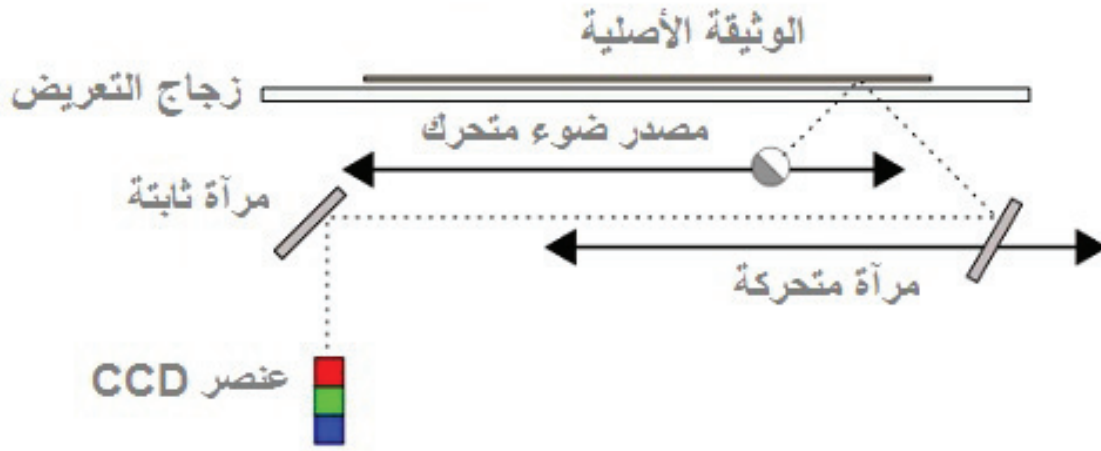 الوثيقة الأصلية
زجاج التعريض
مصدر ضوء متحرك
مرآة ثابتة
مرآة متحركة
عنصر CCD